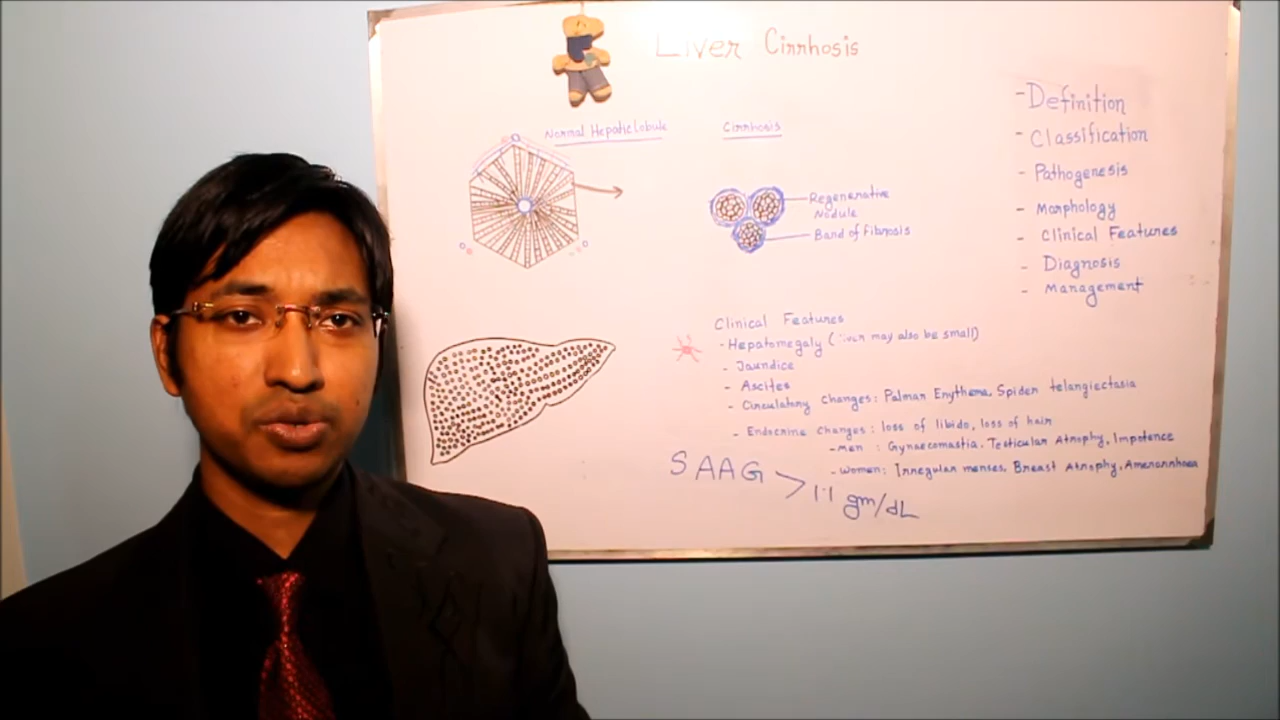 Liver Cirrhosis
Normal Hepatic Lobule
Cirrhosis
Regenerative
Nodule
Band of fibrosis
- Definition
- Classification
- Pathogenesis
- Morphology
- Clinical Features
- Diagnosis
- Management
Clinical Features
- Hepatomegaly (liver may also be small)
- Jaundice
- Ascites
- Circulatory changes: Palmar Erythema, Spider telangiectasia
- Endocrine changes: loss of libido, loss of hair
- men : Gynaecomastia, Testicular Atrophy, Impotence
- women: Irregular menses, Breast Atrophy, Amenorrhoea
SAAG > 1.1 gm/dL